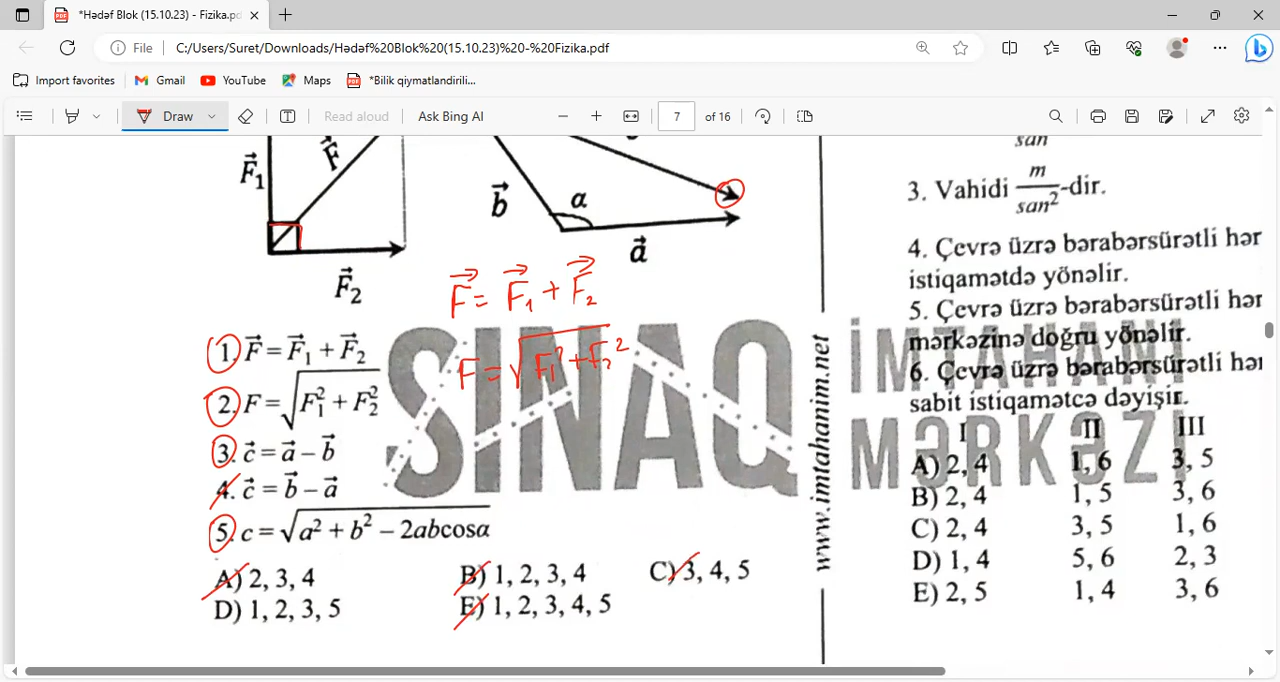 *Hədəf Blok (15.10.23) - Fizika.pd
File
C:/Users/Suret/Downloads/Hədəf%20Blok%20(15.10.23)%20-%20Fizika.pdf
Import favorites
Gmail
YouTube
Maps
*Bilik qiymatlandirili...
Draw
Read aloud
Ask Bing AI
7
of 16
F⃗₁
F⃗
F⃗₂
b⃗
α
a⃗
F⃗ = F⃗₁ + F⃗₂
F = √F₁² + F₂²
1. F⃗ = F⃗₁ + F⃗₂
2. F = √F₁² + F₂²
3. c⃗ = a⃗ – b⃗
4. c⃗ = b⃗ – a⃗
5. c = √a² + b² – 2abcosα
A) 2, 3, 4
B) 1, 2, 3, 4
C) 3, 4, 5
D) 1, 2, 3, 5
E) 1, 2, 3, 4, 5
SINAQ
www.imtahanim.net
İMTAHANI
MƏRKƏZİ
san
3. Vahidi m/san²-dir.
4. Çevrə üzrə bərabərsürətli hər
istiqamətdə yönəlir.
5. Çevrə üzrə bərabərsürətli hər
mərkəzinə doğru yönəlir.
6. Çevrə üzrə bərabərsürətli hər
sabit istiqamətcə dəyişir.
I II III
A) 2, 4 1, 6 3, 5
B) 2, 4 1, 5 3, 6
C) 2, 4 3, 5 1, 6
D) 1, 4 5, 6 2, 3
E) 2, 5 1, 4 3, 6